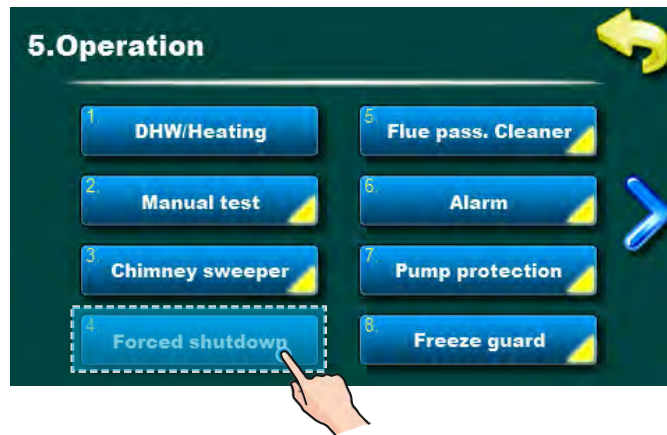 5.Operation
1 DHW/Heating
2. Manual test
3 Chimney sweeper
4 Forced shutdown
5 Flue pass. Cleaner
6. Alarm
7 Pump protection
8. Freeze guard